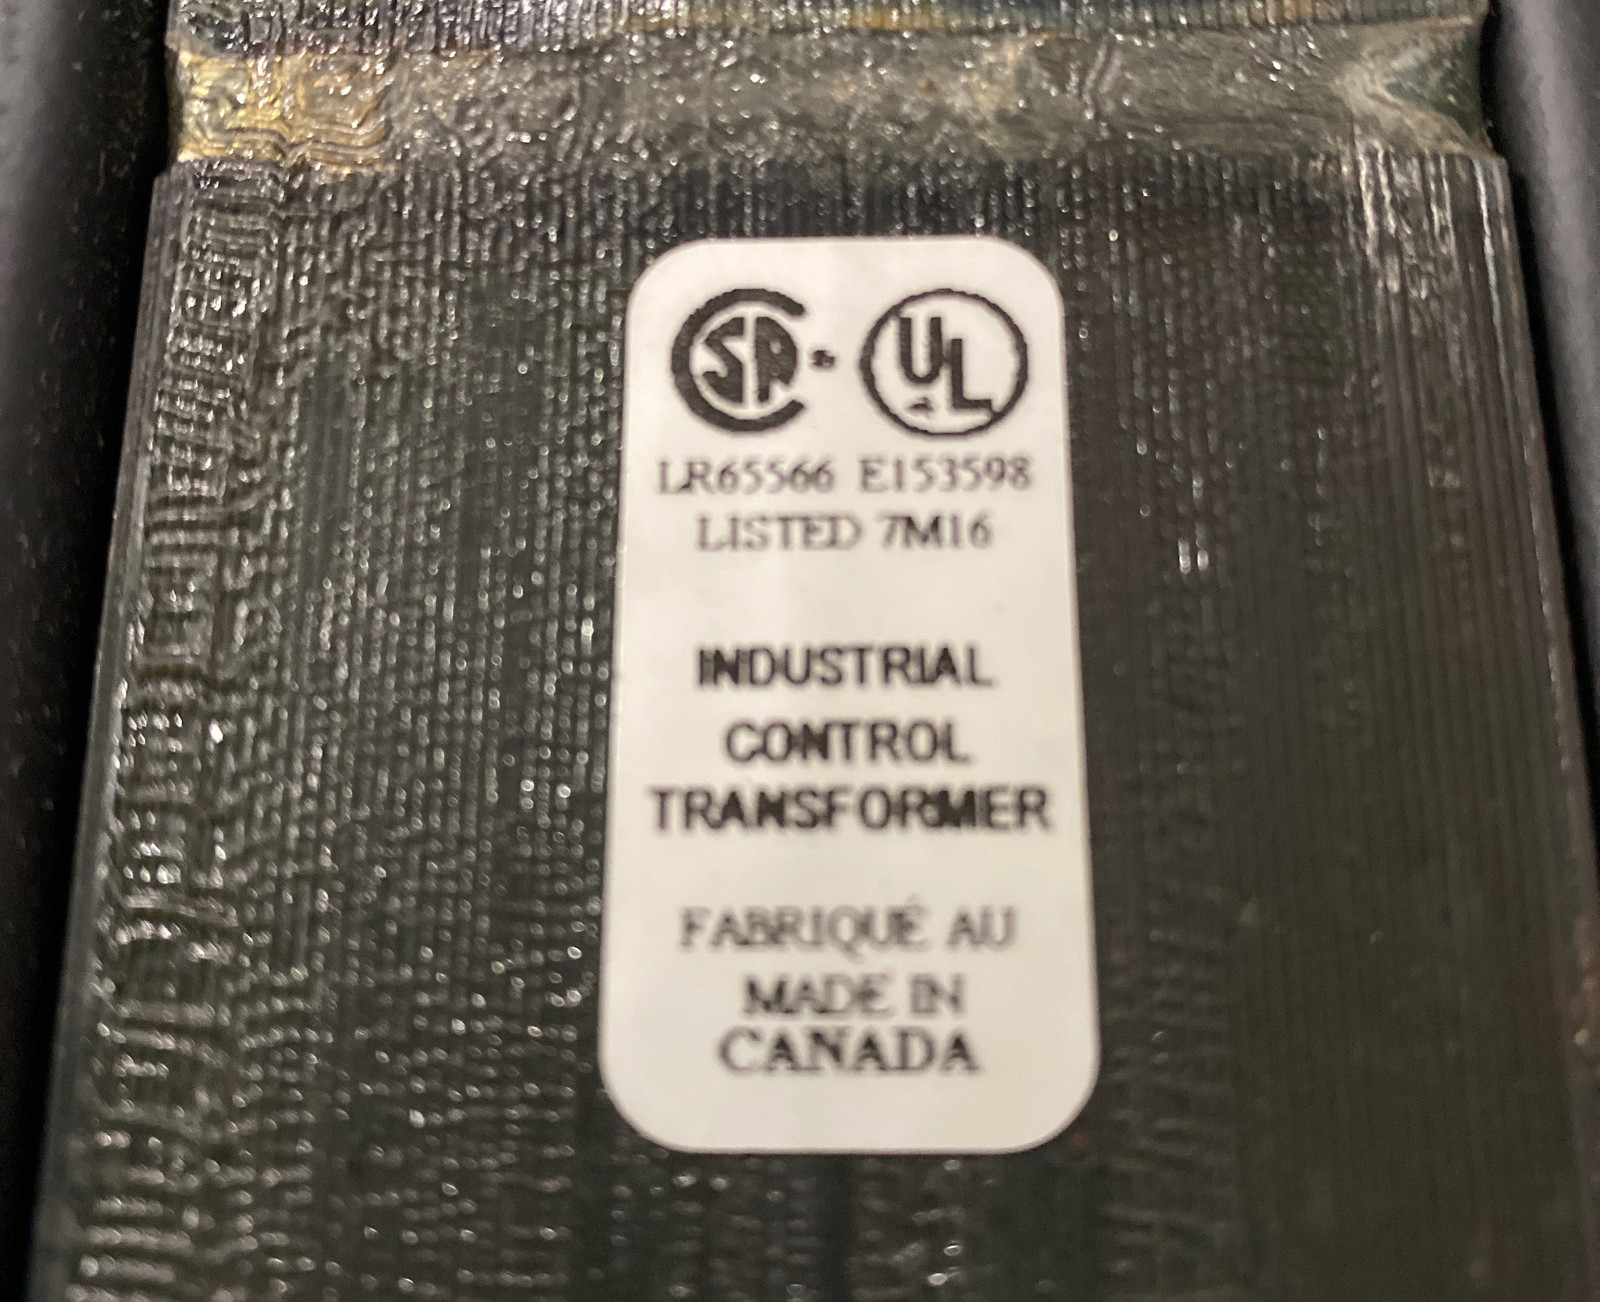 CSA ® UL
LR65566 E153598
LISTED 7M16
INDUSTRIAL
CONTROL
TRANSFORMER
FABRIQUÉ AU
MADE IN
CANADA